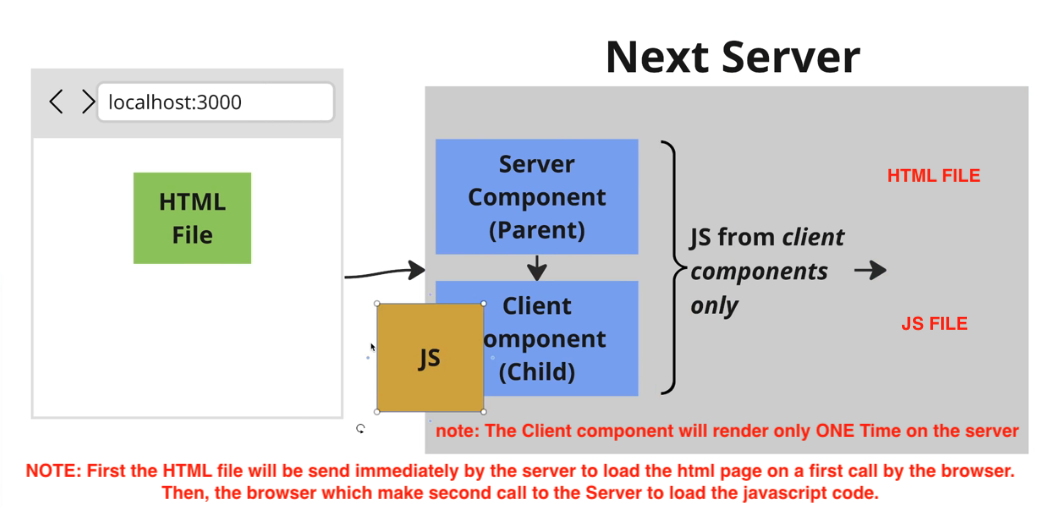 Next Server
localhost:3000
HTML
File
Server
Component
(Parent)
HTML FILE
JS from client
components
only
JS FILE
Client
omponent
(Child)
JS
note: The Client component will render only ONE Time on the server
NOTE: First the HTML file will be send immediately by the server to load the html page on a first call by the browser.
Then, the browser which make second call to the Server to load the javascript code.